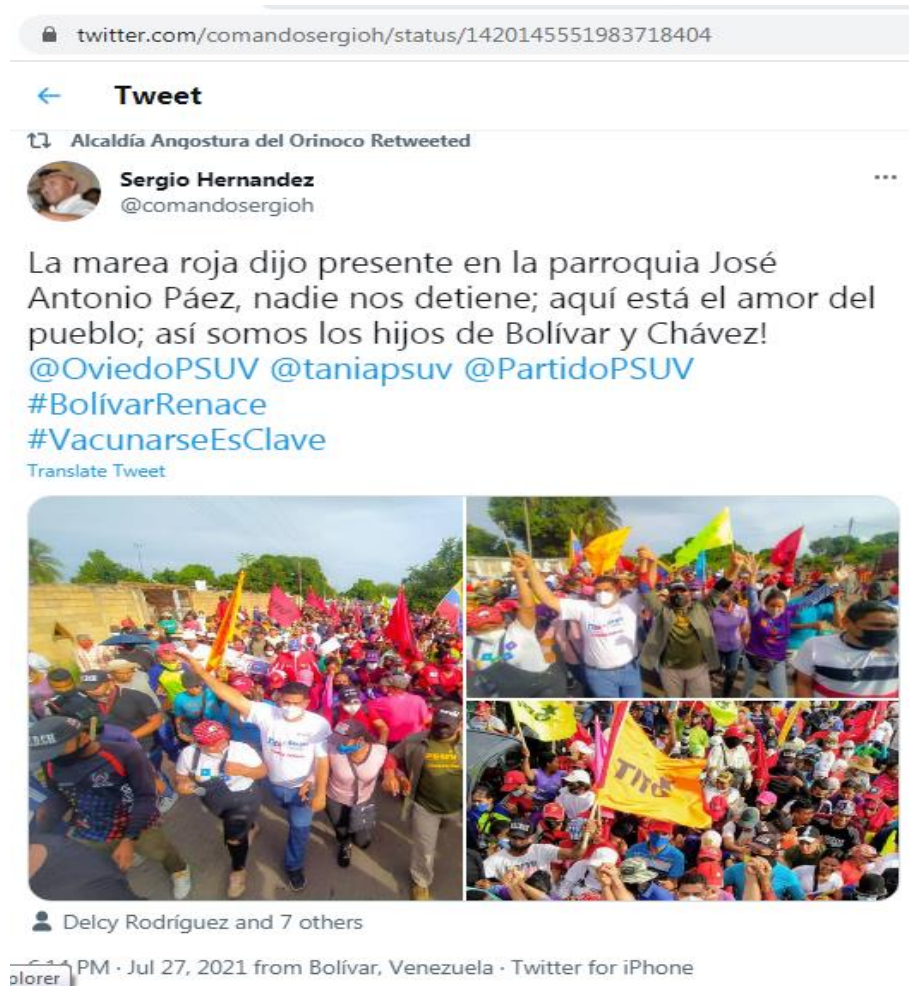 twitter.com/comandosergioh/status/1420145551983718404
Tweet
Alcaldía Angostura del Orinoco Retweeted
Sergio Hernandez
@comandosergioh
La marea roja dijo presente en la parroquia José
Antonio Páez, nadie nos detiene; aquí está el amor del
pueblo; así somos los hijos de Bolívar y Chávez!
@OviedoPSUV @taniapsuv @PartidoPSUV
#BolívarRenace
#VacunarseEsClave
Translate Tweet
TITO
Delcy Rodríguez and 7 others
PM · Jul 27, 2021 from Bolívar, Venezuela · Twitter for iPhone
plorer